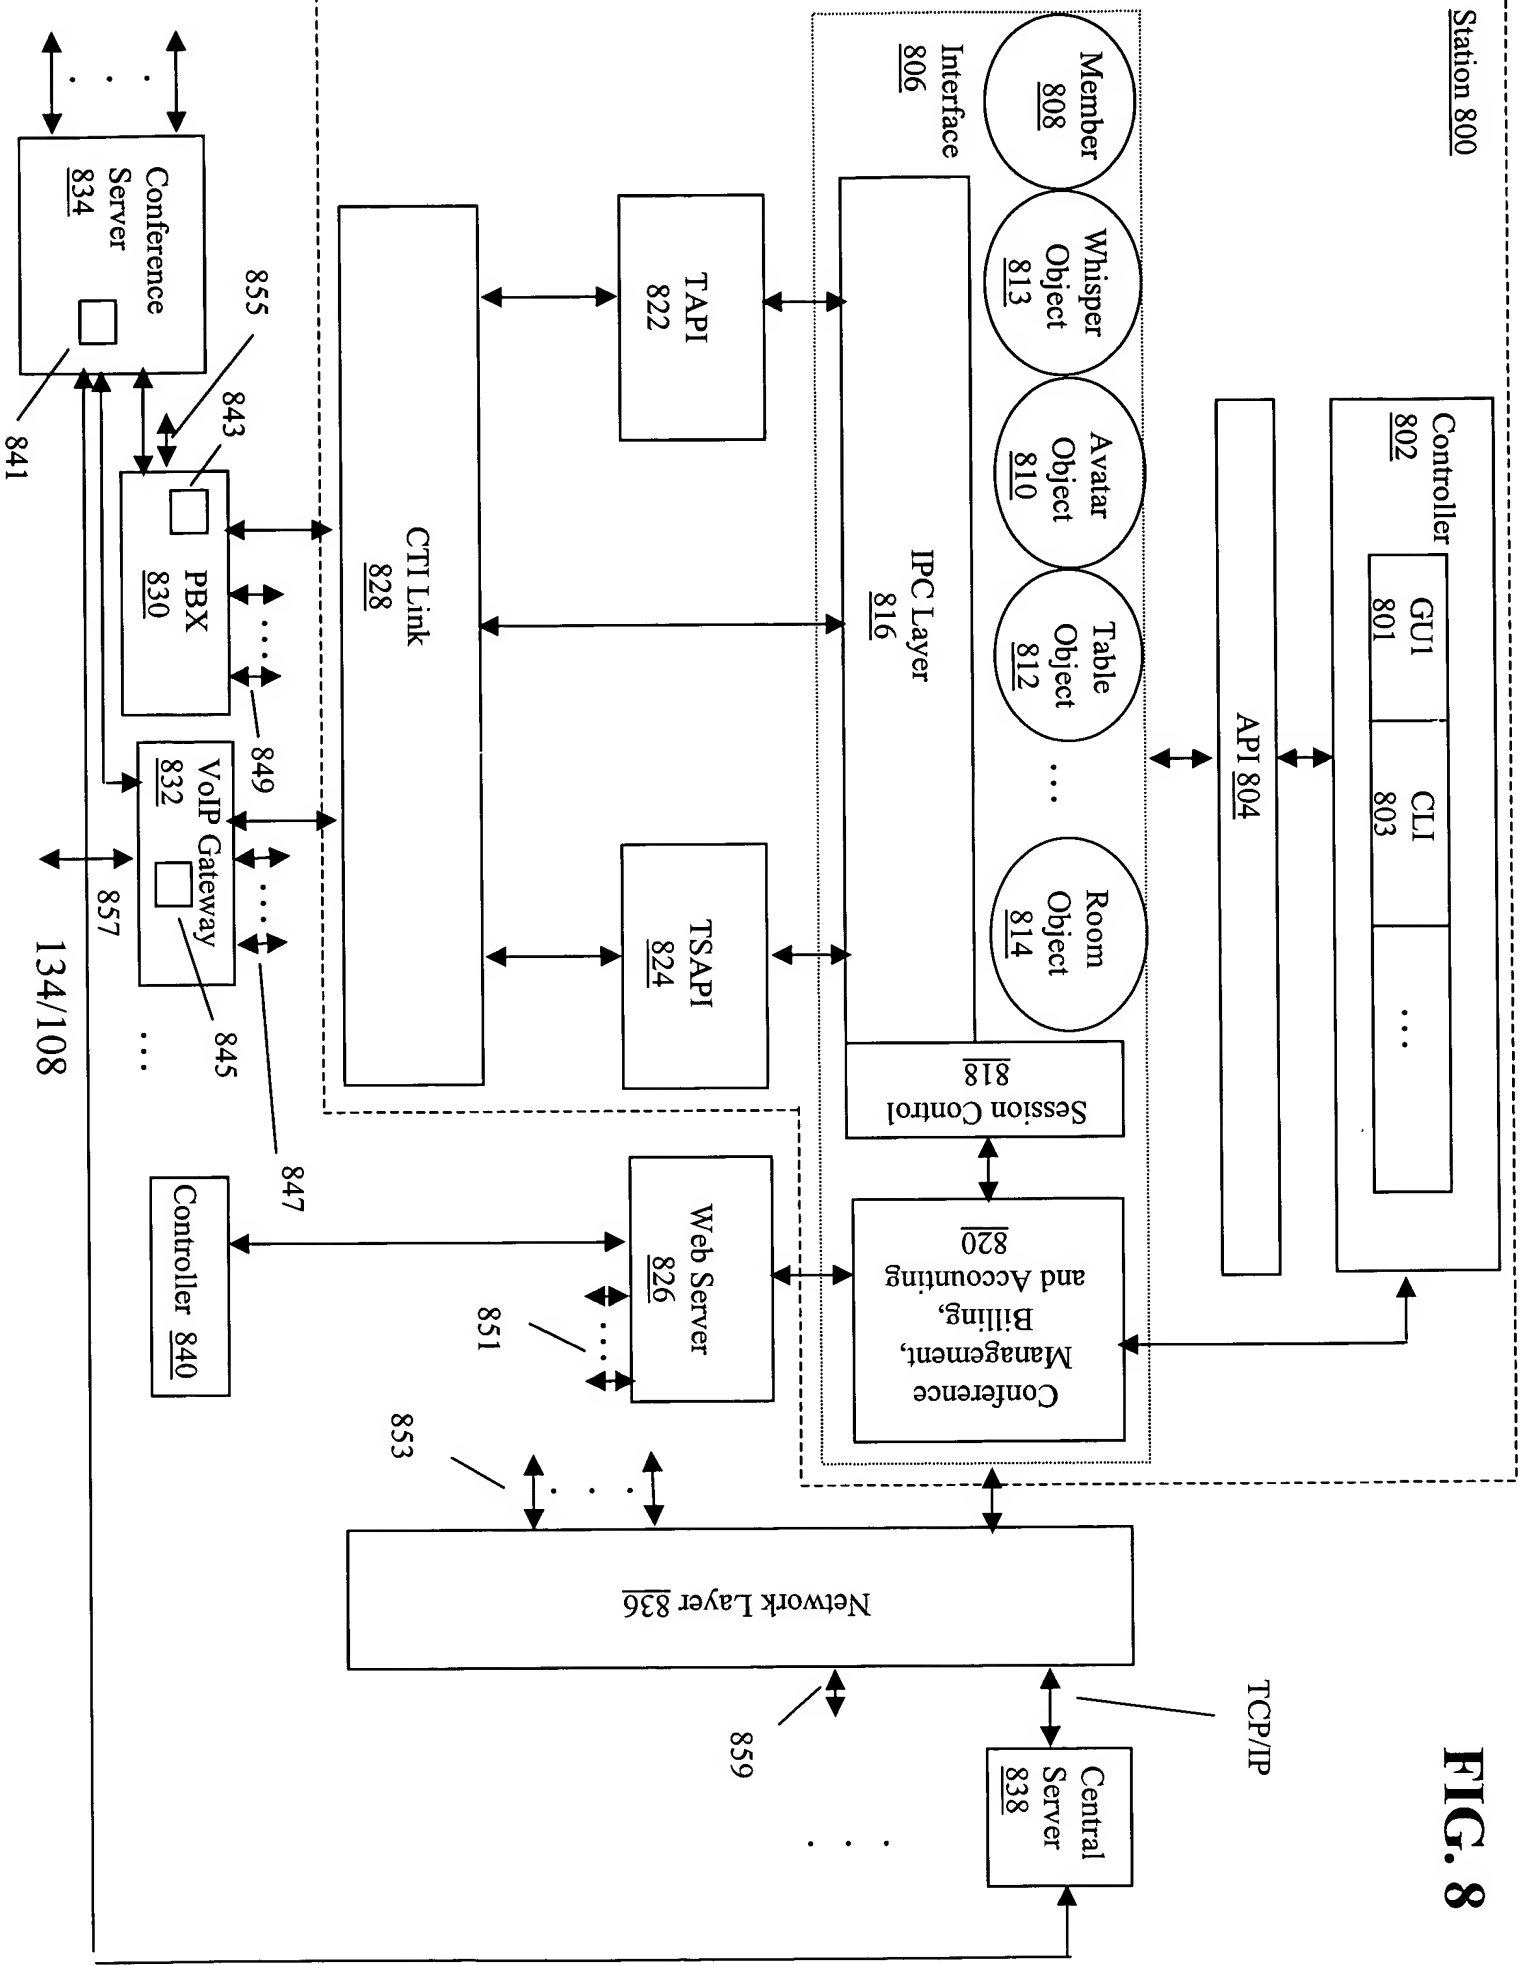 FIG. 8
Station 800
Controller
802
GU1
801
CLI
803
...
API 804
Member
808
Whisper
Object
813
Avatar
Object
810
Table
Object
812
...
Room
Object
814
Interface
806
IPC Layer
816
Session Control
818
Conference
Management,
Billing,
and Accounting
820
TAPI
822
TSAPI
824
Web Server
826
...
851
CTI Link
828
853
...
Network Layer 836
TCP/IP
859
Central
Server
838
...
Conference
Server
834
...
841
855
843
PBX
830
....
849
VoIP Gateway
832
....
845
847
857
...
Controller 840
134/108